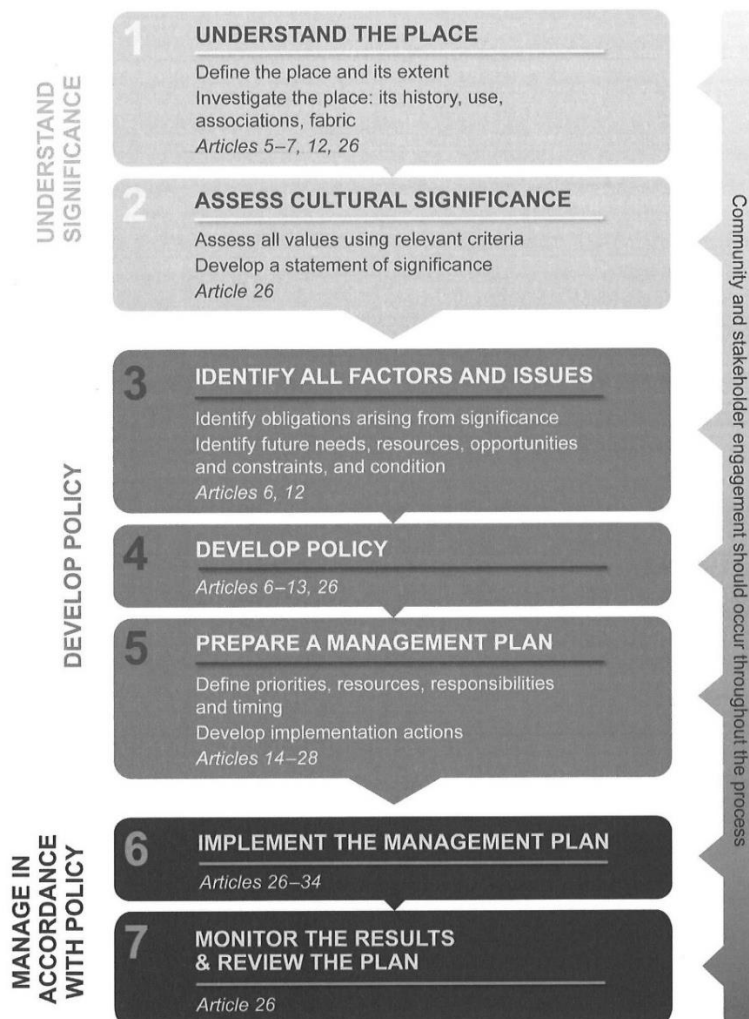 UNDERSTAND
SIGNIFICANCE
1
UNDERSTAND THE PLACE
Define the place and its extent
Investigate the place: its history, use,
associations, fabric
Articles 5–7, 12, 26
2
ASSESS CULTURAL SIGNIFICANCE
Assess all values using relevant criteria
Develop a statement of significance
Article 26
DEVELOP POLICY
3
IDENTIFY ALL FACTORS AND ISSUES
Identify obligations arising from significance
Identify future needs, resources, opportunities
and constraints, and condition
Articles 6, 12
4
DEVELOP POLICY
Articles 6–13, 26
5
PREPARE A MANAGEMENT PLAN
Define priorities, resources, responsibilities
and timing
Develop implementation actions
Articles 14–28
MANAGE IN
ACCORDANCE
WITH POLICY
6
IMPLEMENT THE MANAGEMENT PLAN
Articles 26–34
7
MONITOR THE RESULTS
& REVIEW THE PLAN
Article 26
Community and stakeholder engagement should occur throughout the process